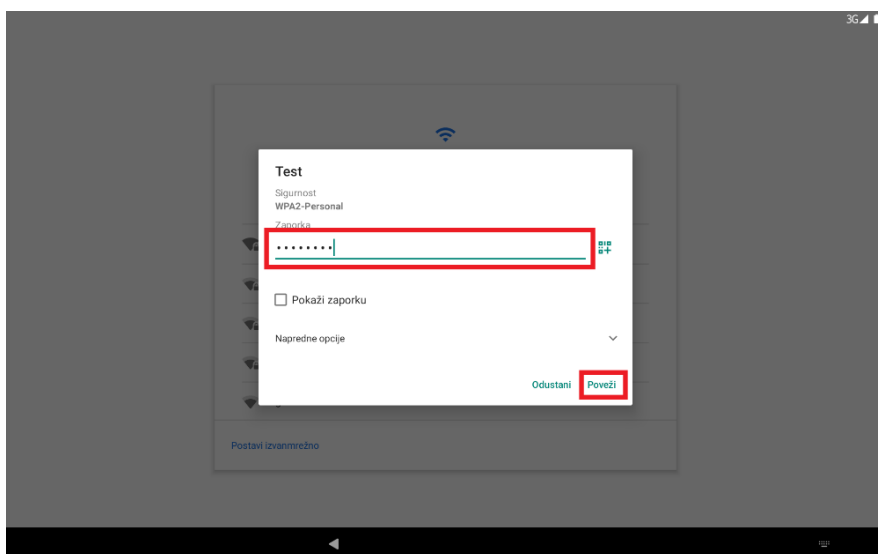 3G
Test
Sigurnost
WPA2-Personal
Zaporka
••••••••
Pokaži zaporku
Napredne opcije
Odustani Poveži
Postavi izvanmrežno